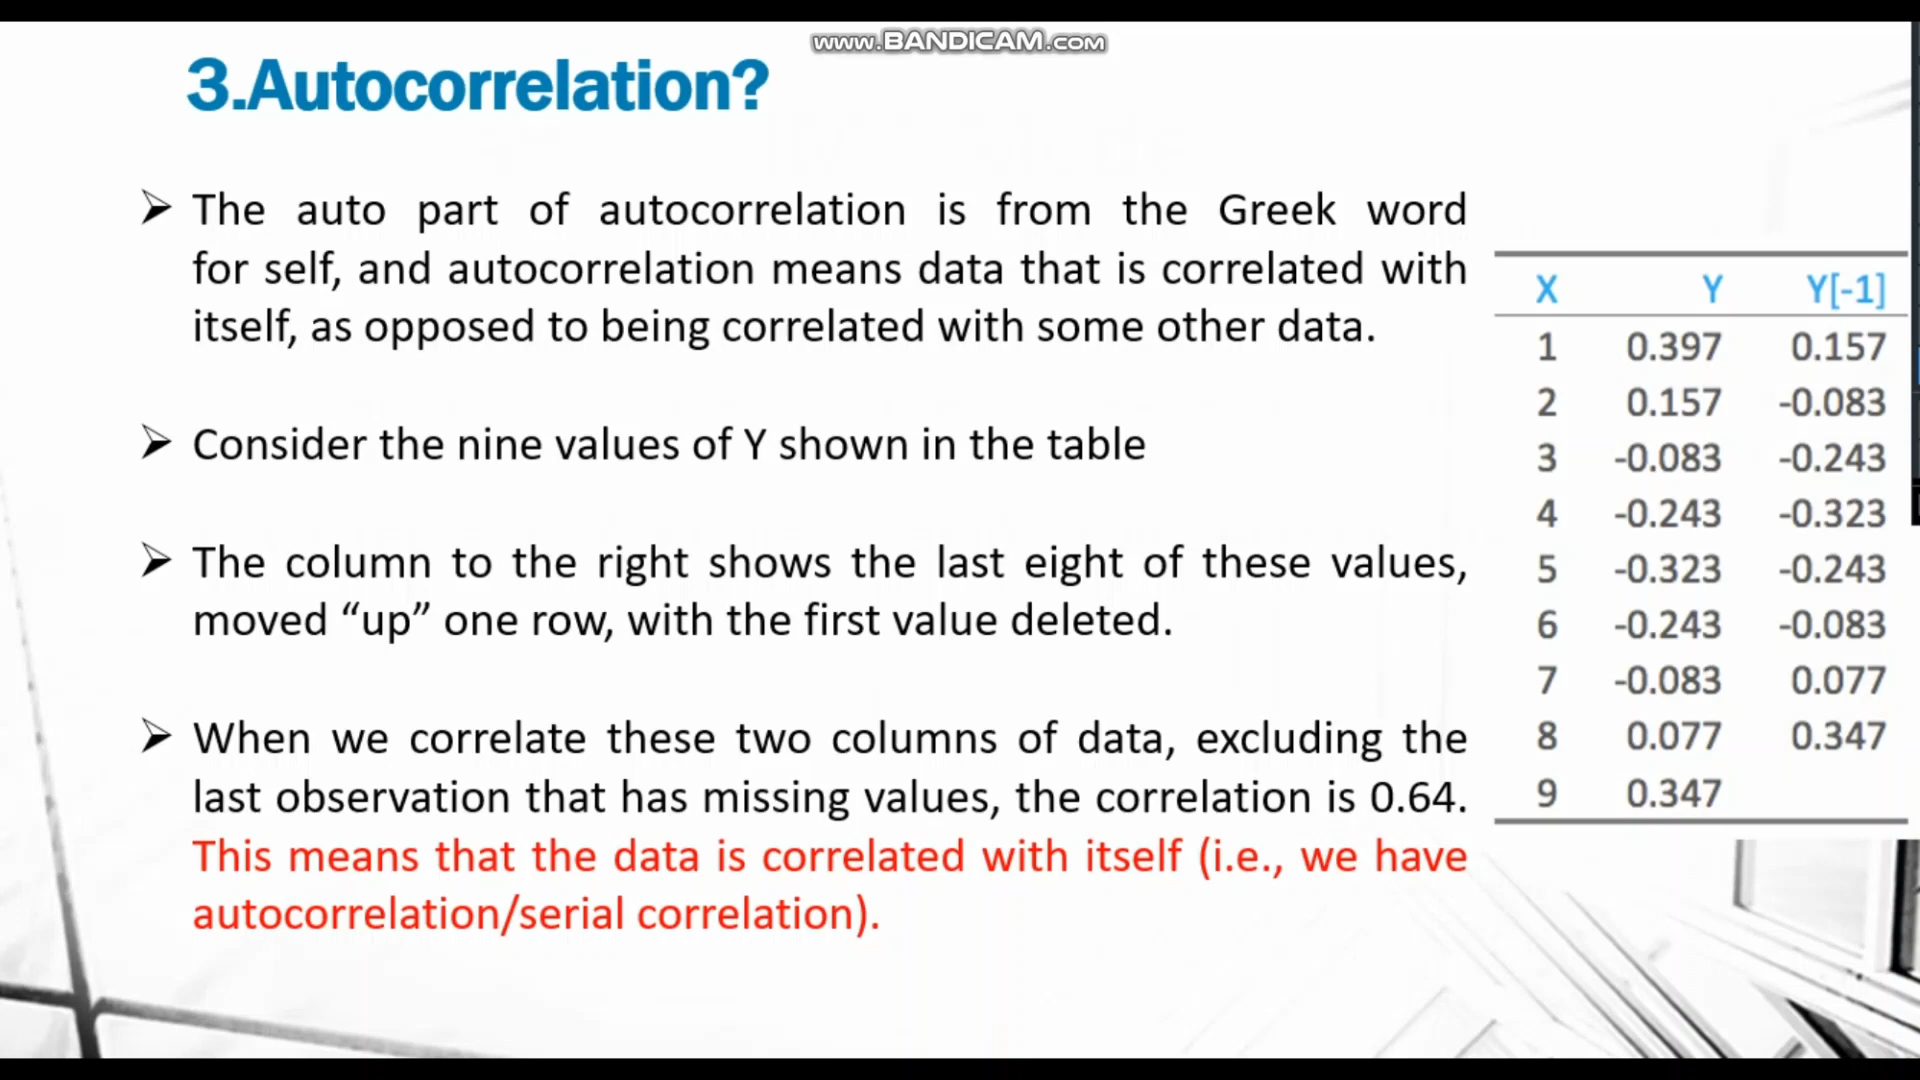 www.BANDICAM.com
3.Autocorrelation?
➢ The auto part of autocorrelation is from the Greek word
for self, and autocorrelation means data that is correlated with
itself, as opposed to being correlated with some other data.
➢ Consider the nine values of Y shown in the table
➢ The column to the right shows the last eight of these values,
moved “up” one row, with the first value deleted.
➢ When we correlate these two columns of data, excluding the
last observation that has missing values, the correlation is 0.64.
This means that the data is correlated with itself (i.e., we have
autocorrelation/serial correlation).
X Y Y[-1]
1 0.397 0.157
2 0.157 -0.083
3 -0.083 -0.243
4 -0.243 -0.323
5 -0.323 -0.243
6 -0.243 -0.083
7 -0.083 0.077
8 0.077 0.347
9 0.347